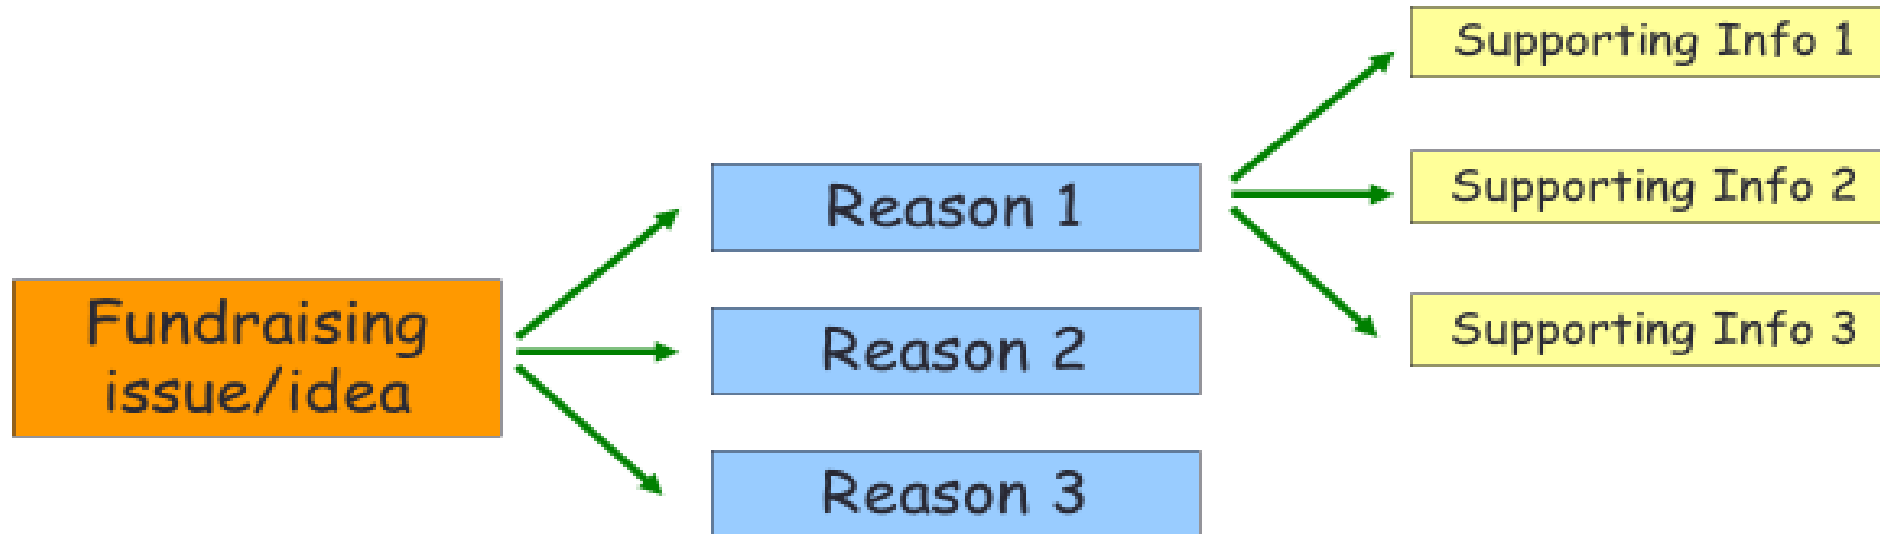 Fundraising
issue/idea
Reason 1
Reason 2
Reason 3
Supporting Info 1
Supporting Info 2
Supporting Info 3